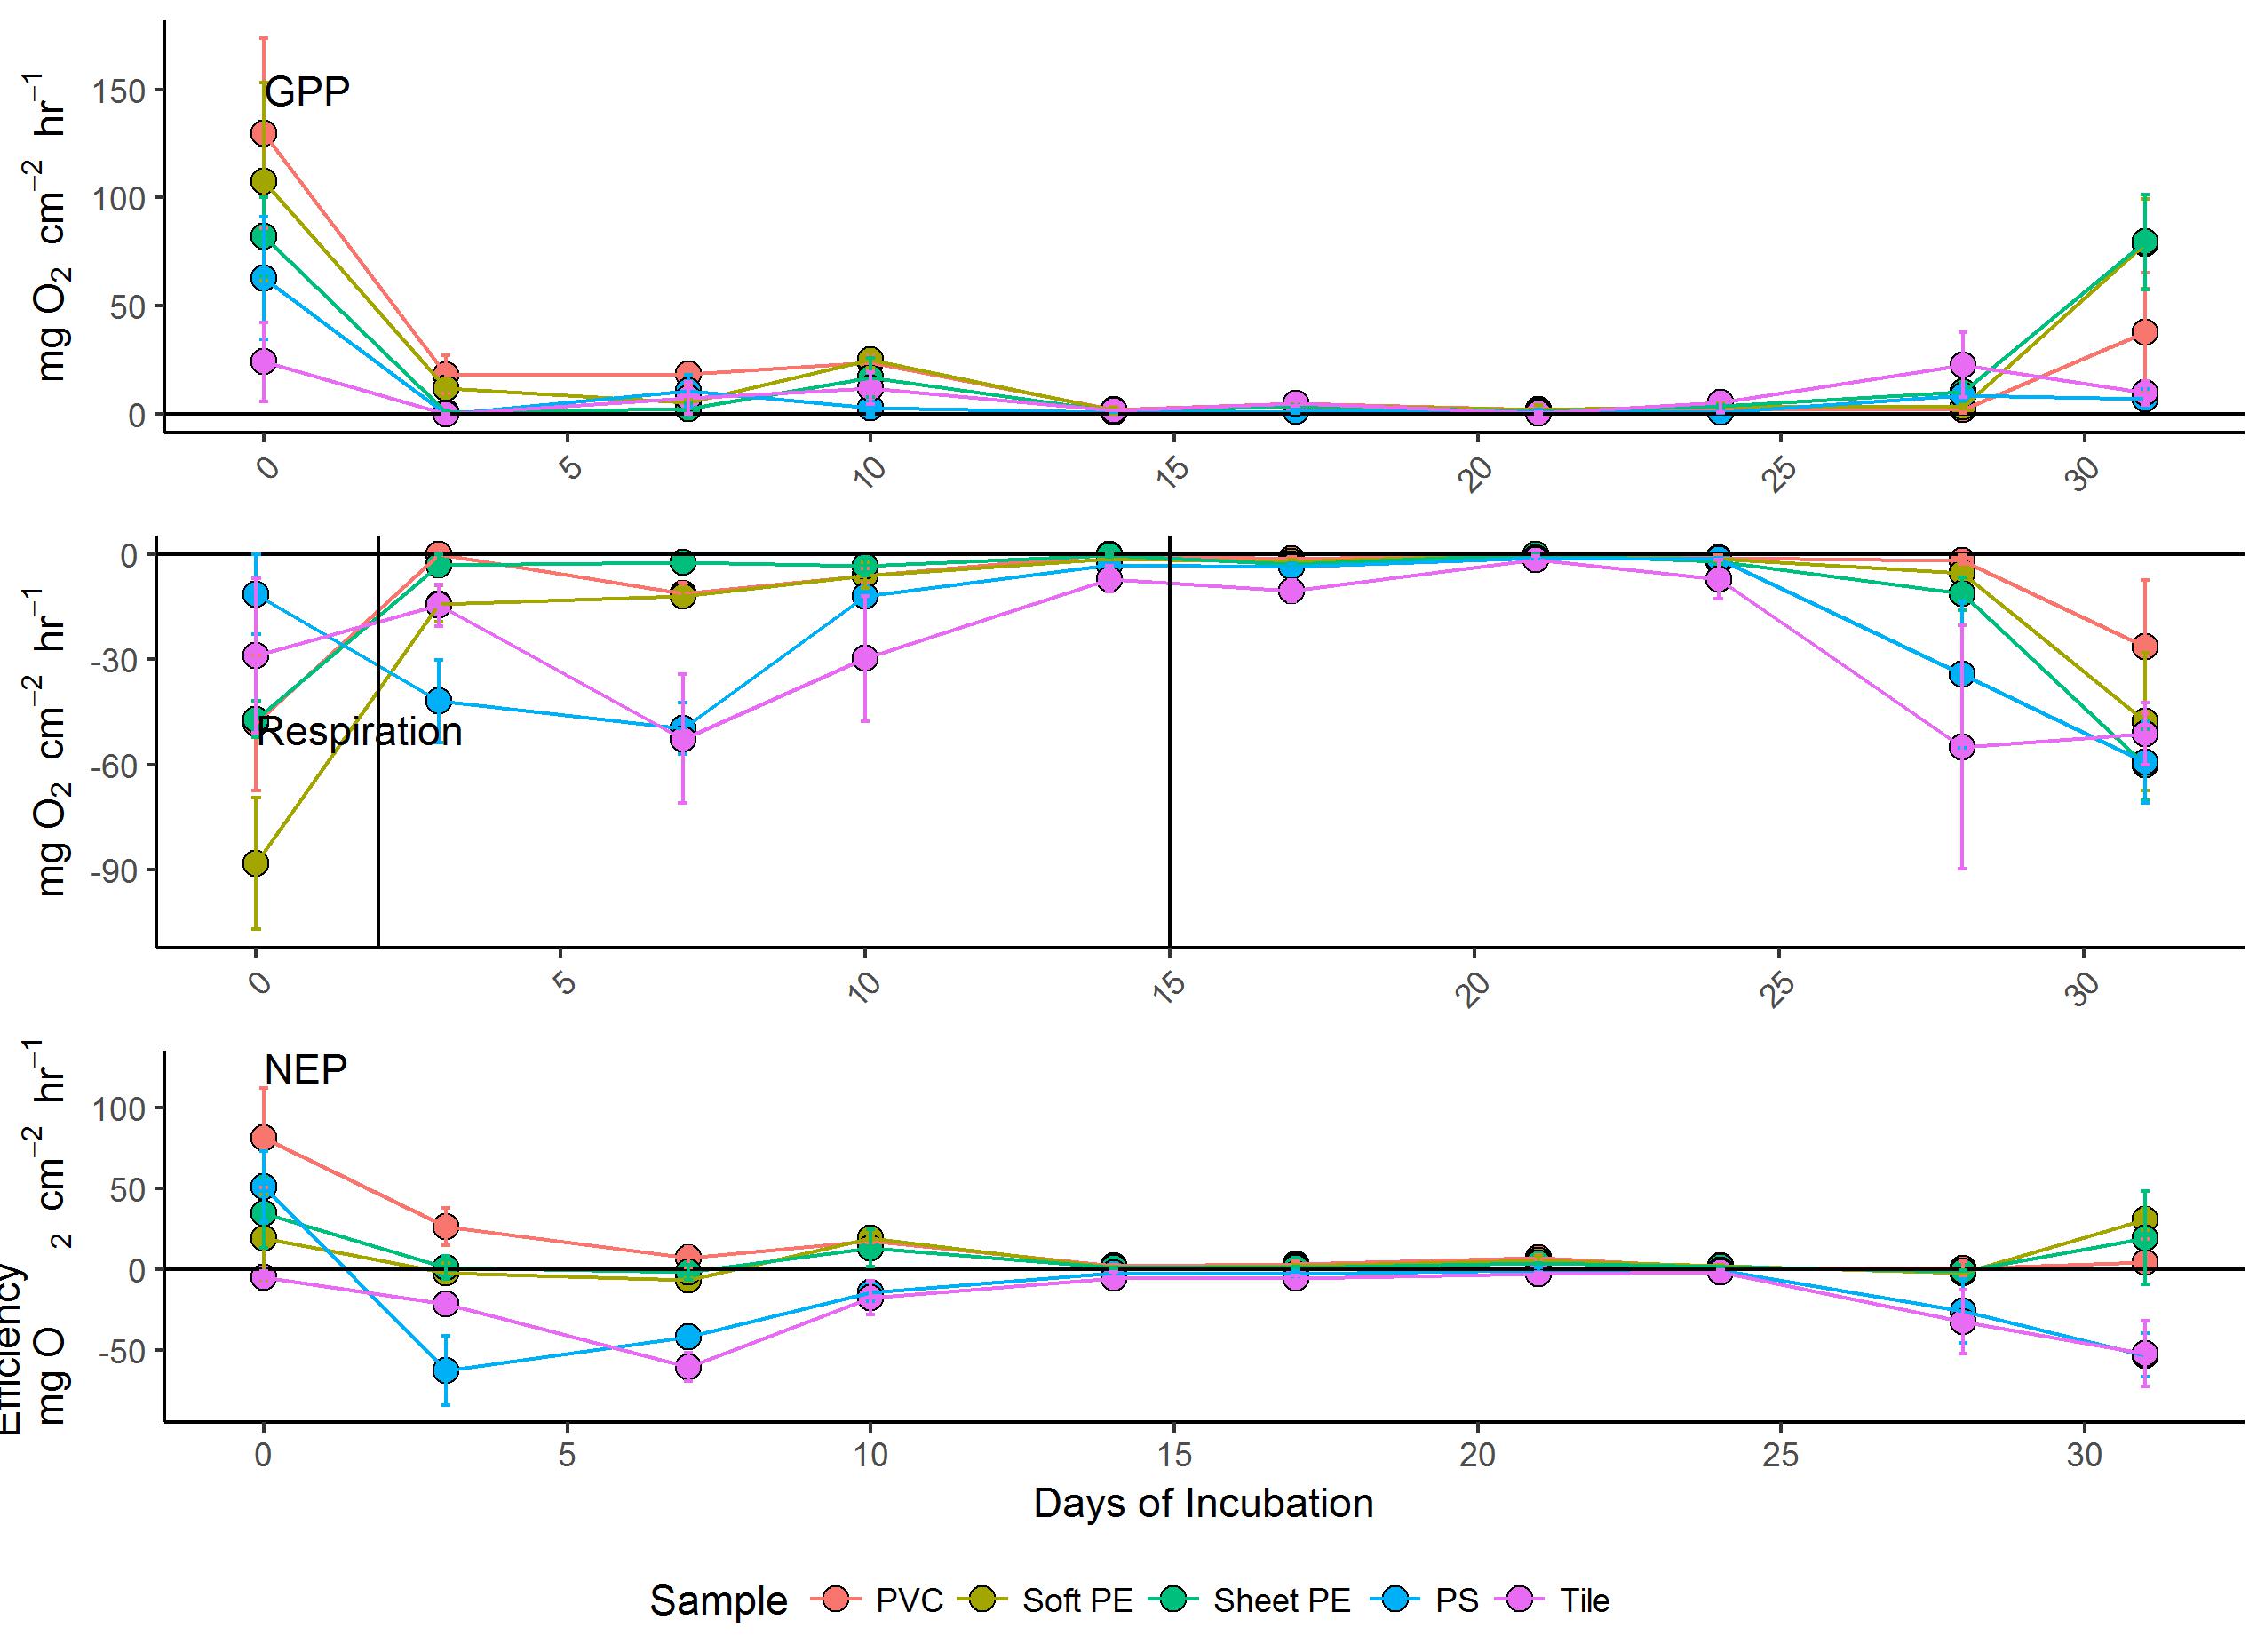 GPP
mg O₂ cm⁻² hr⁻¹
150
100
50
0
0 5 10 15 20 25 30
Respiration
mg O₂ cm⁻² hr⁻¹
0
-30
-60
-90
0 5 10 15 20 25 30
NEP
Efficiency
mg O₂ cm⁻² hr⁻¹
100
50
0
-50
0 5 10 15 20 25 30
Days of Incubation
Sample PVC Soft PE Sheet PE PS Tile